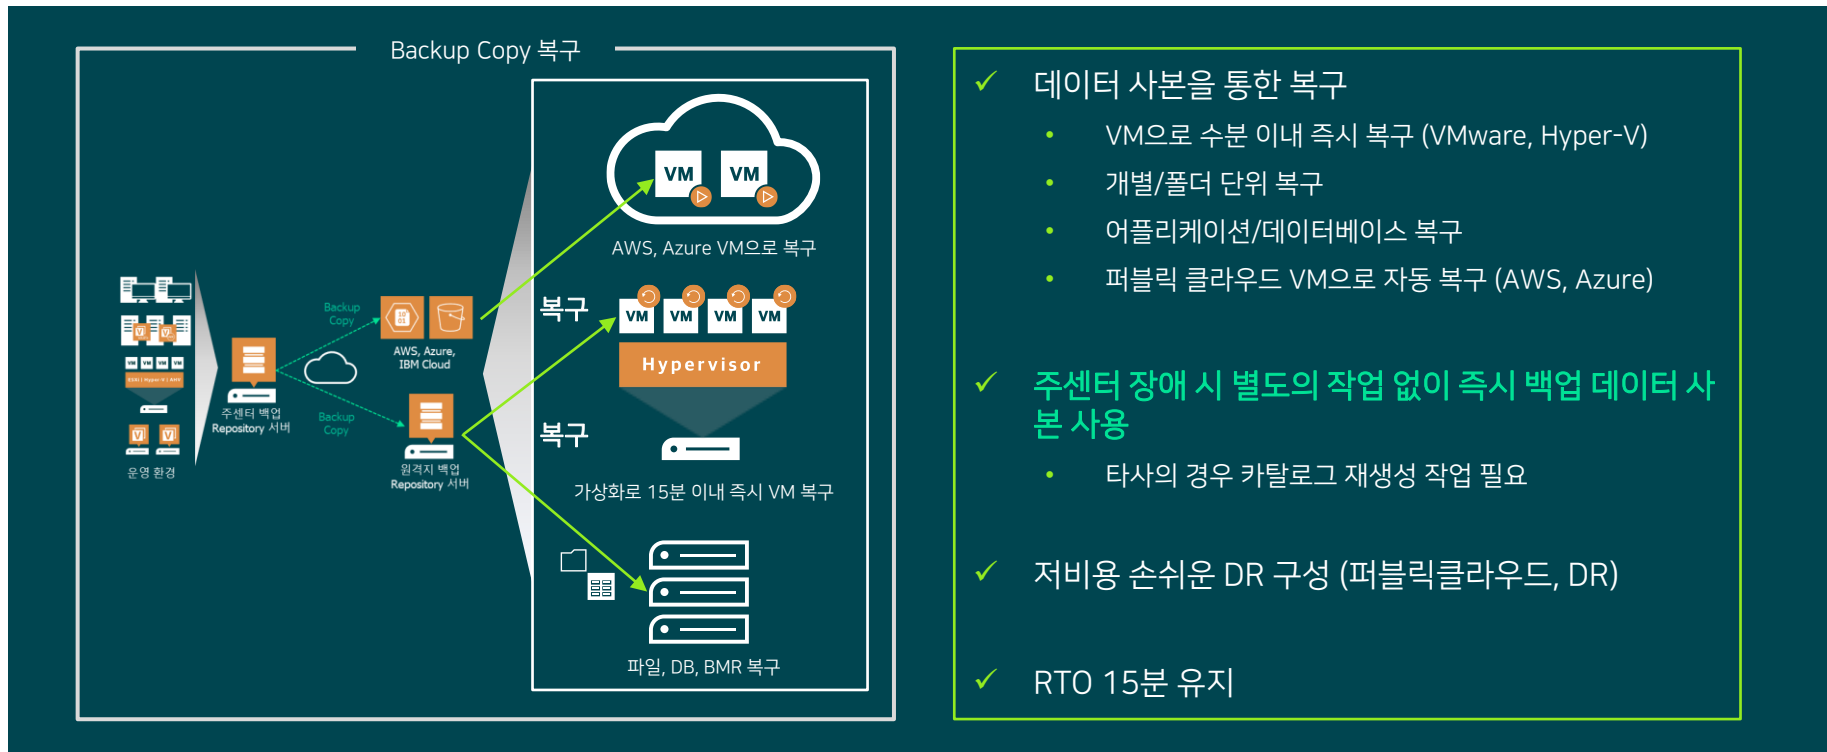 Backup Copy 복구
VM VM
AWS, Azure VM으로 복구
복구
VM VM VM VM
Hypervisor
복구
가상화로 15분 이내 즉시 VM 복구
파일, DB, BMR 복구
Backup
Copy
10
01
AWS, Azure,
IBM Cloud
VM VM VM VM
ESXi | Hyper-V | AHV
주센터 백업
Repository 서버
Backup
Copy
V V
운영 환경
원격지 백업
Repository 서버
✓ 데이터 사본을 통한 복구
• VM으로 수분 이내 즉시 복구 (VMware, Hyper-V)
• 개별/폴더 단위 복구
• 어플리케이션/데이터베이스 복구
• 퍼블릭 클라우드 VM으로 자동 복구 (AWS, Azure)
✓ 주센터 장애 시 별도의 작업 없이 즉시 백업 데이터 사
본 사용
• 타사의 경우 카탈로그 재생성 작업 필요
✓ 저비용 손쉬운 DR 구성 (퍼블릭클라우드, DR)
✓ RTO 15분 유지